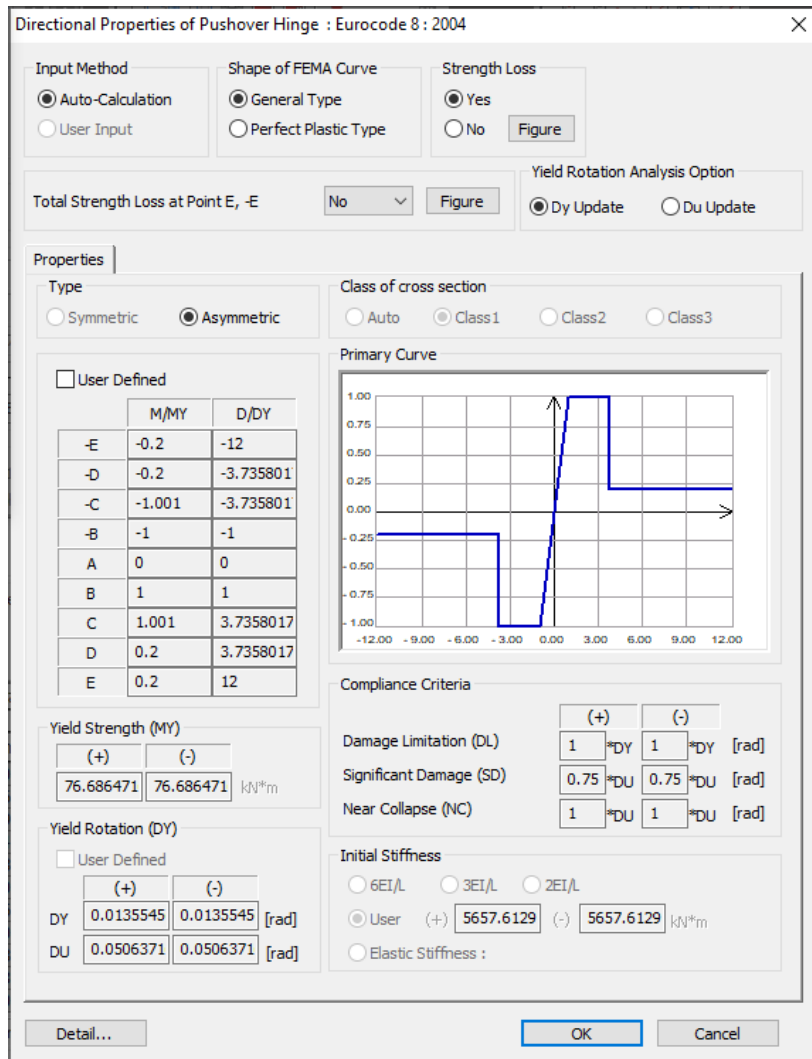 Directional Properties of Pushover Hinge : Eurocode 8 : 2004
Input Method
Auto-Calculation
User Input
Shape of FEMA Curve
General Type
Perfect Plastic Type
Strength Loss
Yes
No Figure
Total Strength Loss at Point E, -E No Figure
Yield Rotation Analysis Option
Dy Update Du Update
Properties
Type
Symmetric Asymmetric
Class of cross section
Auto Class1 Class2 Class3
User Defined
M/MY D/DY
-E -0.2 -12
-D -0.2 -3.735801
-C -1.001 -3.735801
-B -1 -1
A 0 0
B 1 1
C 1.001 3.7358017
D 0.2 3.7358017
E 0.2 12
Primary Curve
1.00
0.75
0.50
0.25
0.00
- 0.25
- 0.50
- 0.75
- 1.00
-12.00 - 9.00 - 6.00 - 3.00 0.00 3.00 6.00 9.00 12.00
Yield Strength (MY)
(+) (-)
76.686471 76.686471 kN*m
Yield Rotation (DY)
User Defined
(+) (-)
DY 0.0135545 0.0135545 [rad]
DU 0.0506371 0.0506371 [rad]
Compliance Criteria
(+) (-)
Damage Limitation (DL) 1 *DY 1 *DY [rad]
Significant Damage (SD) 0.75 *DU 0.75 *DU [rad]
Near Collapse (NC) 1 *DU 1 *DU [rad]
Initial Stiffness
6EI/L 3EI/L 2EI/L
User (+) 5657.6129 (-) 5657.6129 kN*m
Elastic Stiffness :
Detail... OK Cancel